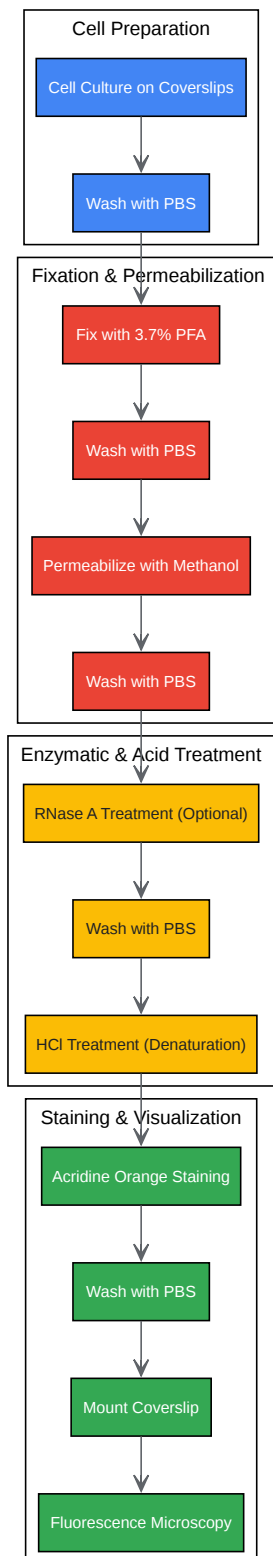 Cell Preparation
Cell Culture on Coverslips
Wash with PBS
Fixation & Permeabilization
Fix with 3.7% PFA
Wash with PBS
Permeabilize with Methanol
Wash with PBS
Enzymatic & Acid Treatment
RNase A Treatment (Optional)
Wash with PBS
HCl Treatment (Denaturation)
Staining & Visualization
Acridine Orange Staining
Wash with PBS
Mount Coverslip
Fluorescence Microscopy